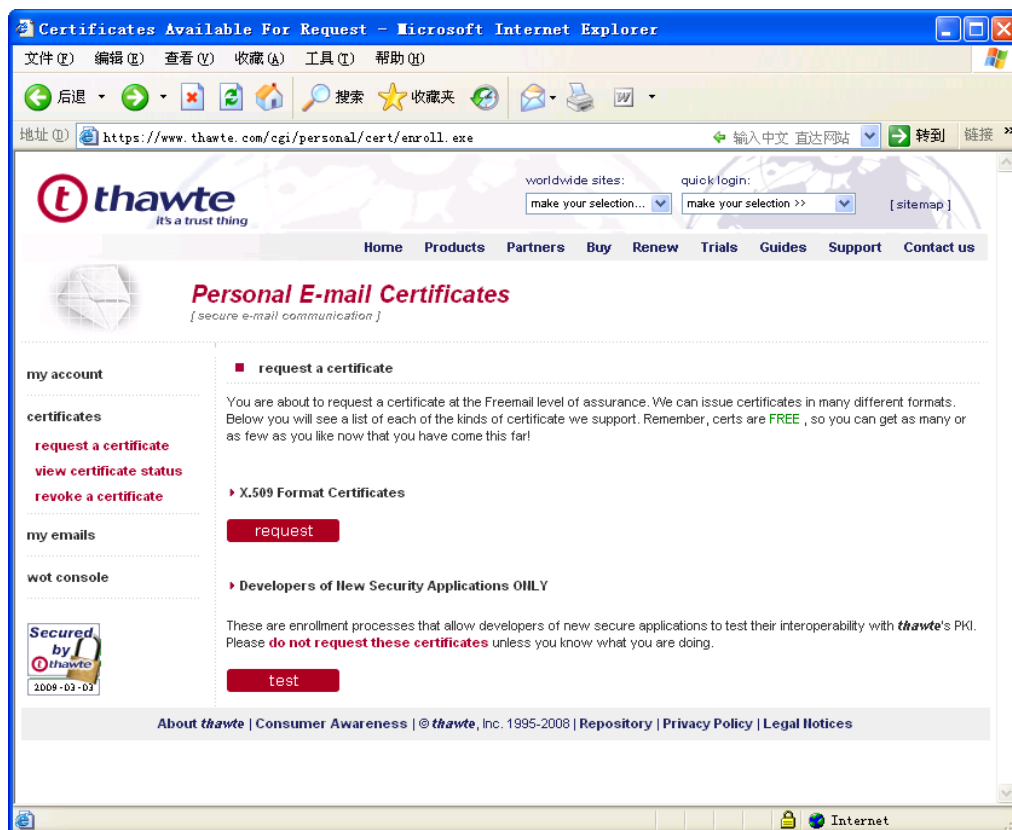 Certificates Available For Request - Microsoft Internet Explorer
文件(F) 编辑(E) 查看(V) 收藏(A) 工具(T) 帮助(H)
后退 搜索 收藏夹
地址(D) https://www.thawte.com/cgi/personal/cert/enroll.exe 输入中文 直达网站 转到 链接 »
thawte
it's a trust thing
worldwide sites: quick login:
make your selection... make your selection >> [ sitemap ]
Home Products Partners Buy Renew Trials Guides Support Contact us
Personal E-mail Certificates
[ secure e-mail communication ]
my account
certificates
request a certificate
view certificate status
revoke a certificate
my emails
wot console
Secured
by
thawte
2009-03-03
request a certificate
You are about to request a certificate at the Freemail level of assurance. We can issue certificates in many different formats.
Below you will see a list of each of the kinds of certificate we support. Remember, certs are FREE , so you can get as many or
as few as you like now that you have come this far!
X.509 Format Certificates
request
Developers of New Security Applications ONLY
These are enrollment processes that allow developers of new secure applications to test their interoperability with thawte's PKI.
Please do not request these certificates unless you know what you are doing.
test
About thawte | Consumer Awareness | © thawte, Inc. 1995-2008 | Repository | Privacy Policy | Legal Notices
Internet